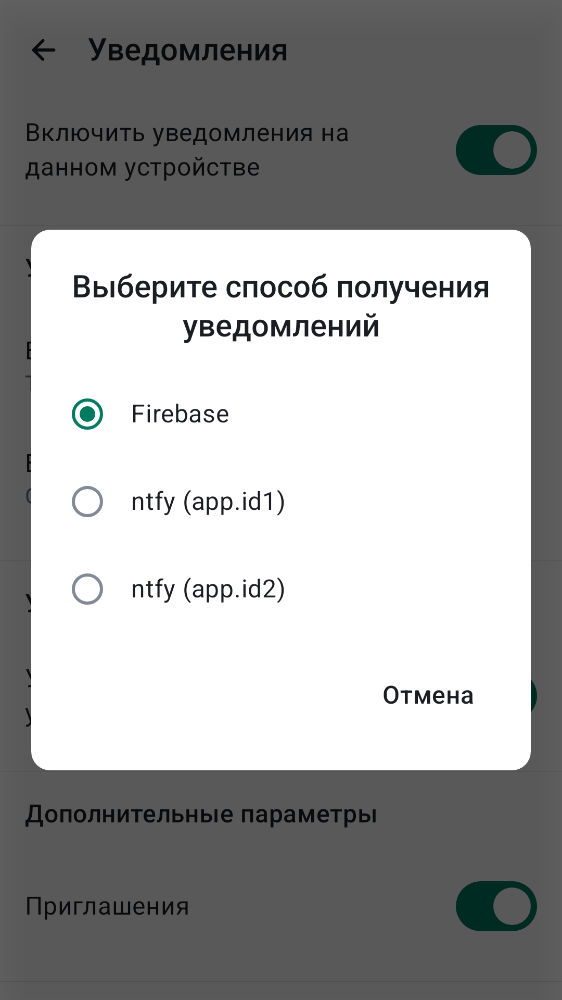 Уведомления
Включить уведомления на
данном устройстве
Выберите способ получения
уведомлений
Firebase
ntfy (app.id1)
ntfy (app.id2)
Отмена
Дополнительные параметры
Приглашения